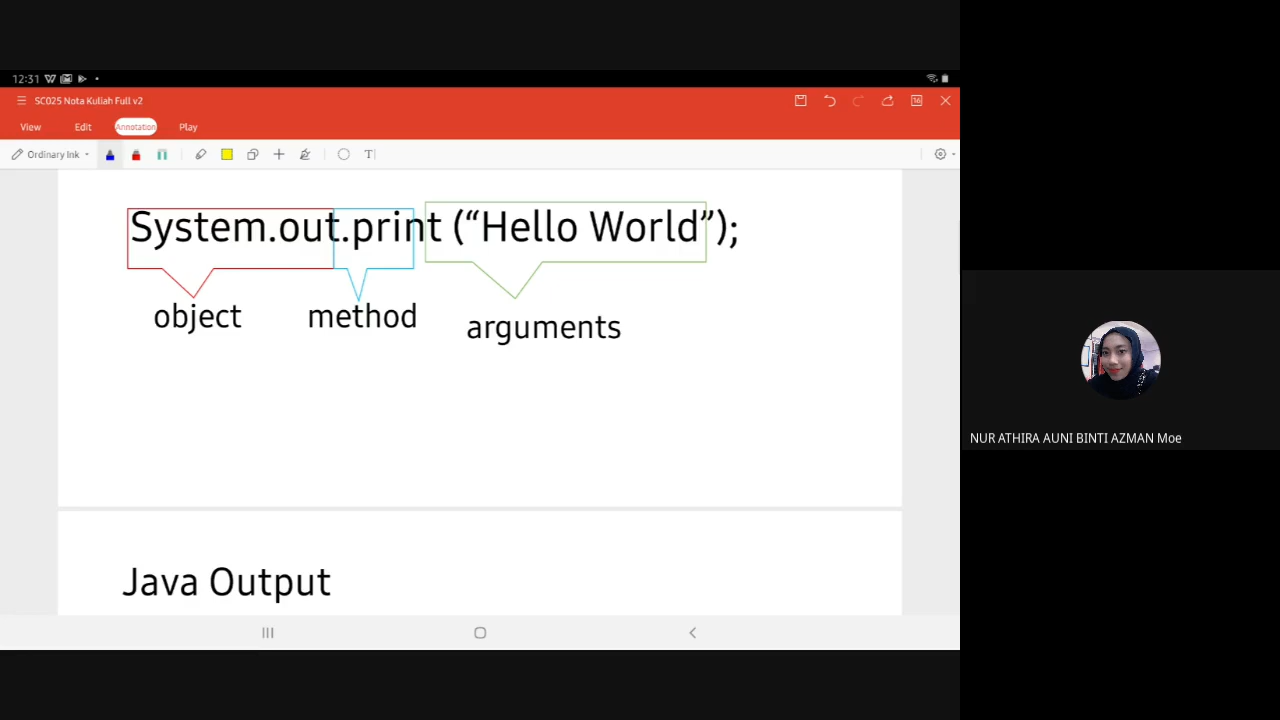 12:31
SC025 Nota Kuliah Full v2
16
View Edit Annotation Play
Ordinary Ink T
System.out.print (“Hello World”);
object method arguments
NUR ATHIRA AUNI BINTI AZMAN Moe
Java Output